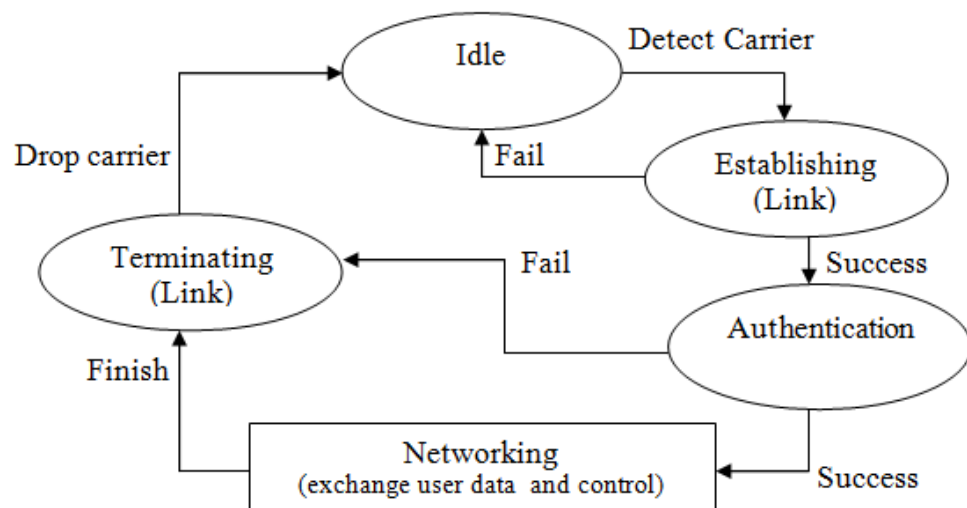 Idle
Detect Carrier
Fail
Establishing
(Link)
Drop carrier
Terminating
(Link)
Fail
Success
Authentication
Finish
Networking
(exchange user data and control)
Success